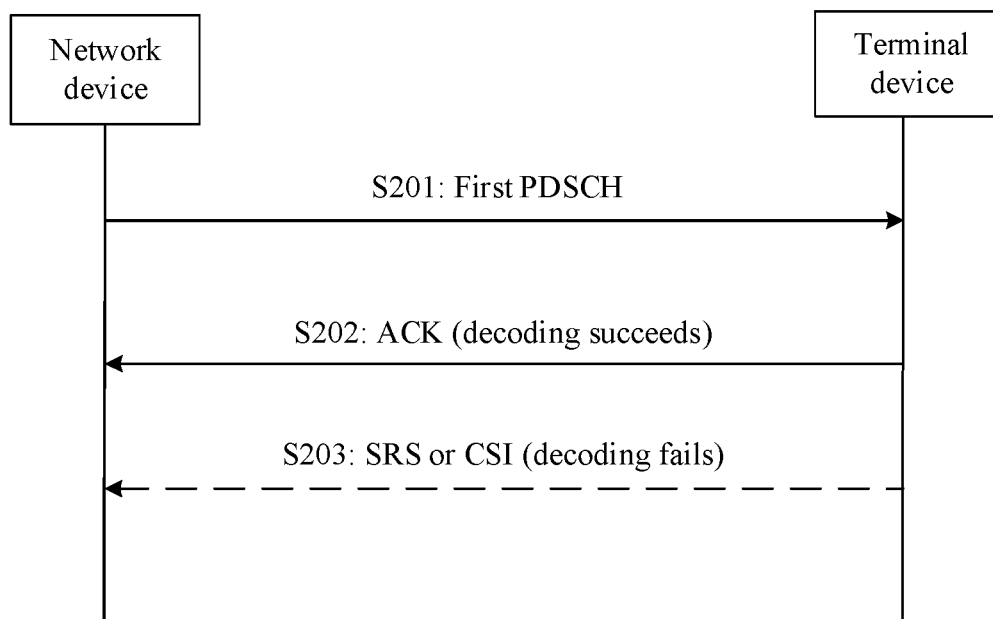 Network
device
Terminal
device
S201: First PDSCH
S202: ACK (decoding succeeds)
S203: SRS or CSI (decoding fails)